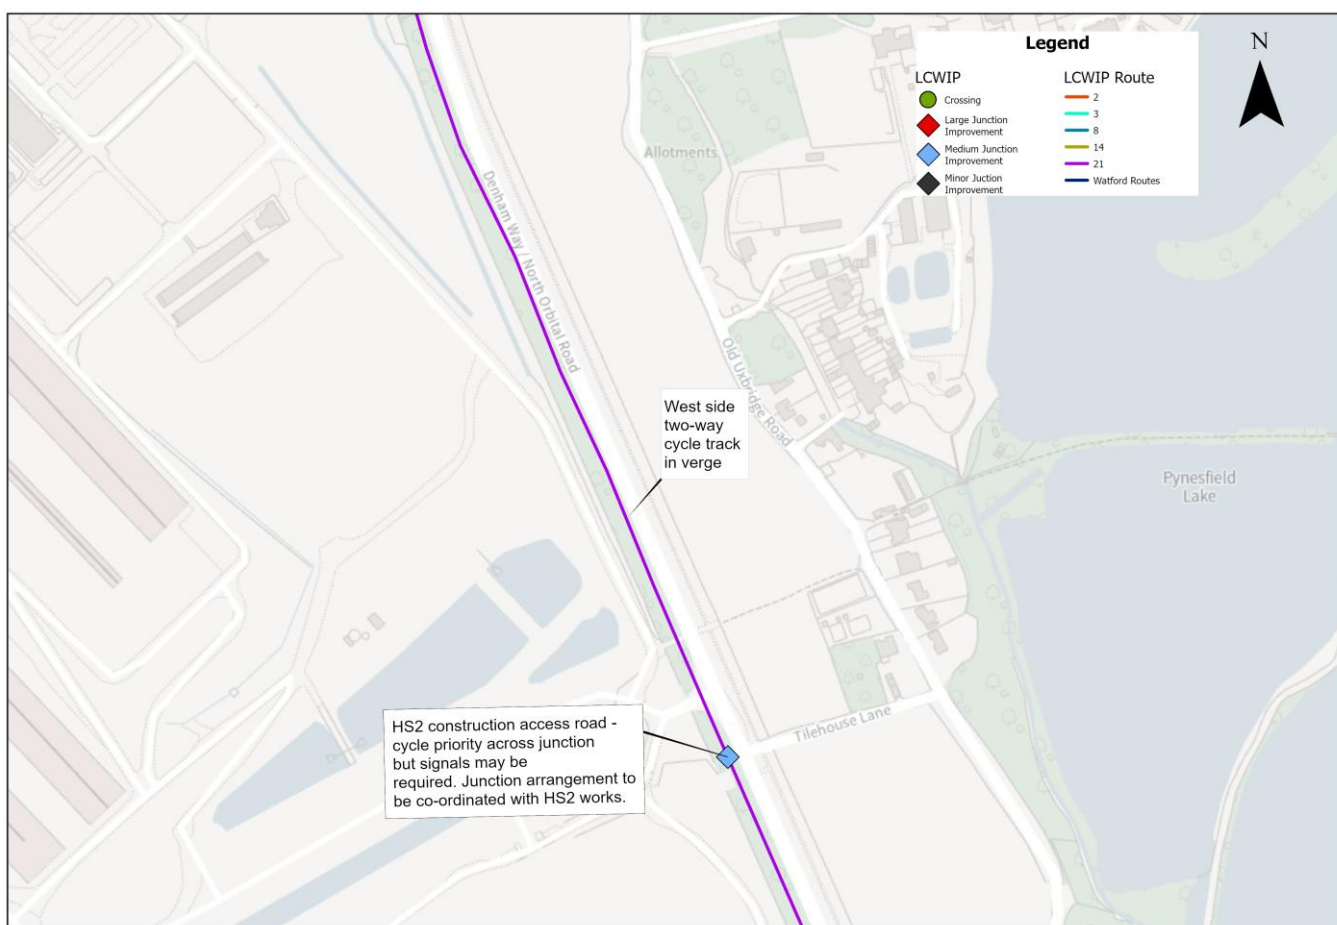 Legend
N
LCWIP
Crossing
Large Junction
Improvement
Medium Junction
Improvement
Minor Juction
Improvement
LCWIP Route
2
3
8
14
21
Watford Routes
Allotments
Denham Way / North Orbital Road
Old Uxbridge Road
West side
two-way
cycle track
in verge
Pynesfield
Lake
Tilehouse Lane
HS2 construction access road -
cycle priority across junction
but signals may be
required. Junction arrangement to
be co-ordinated with HS2 works.